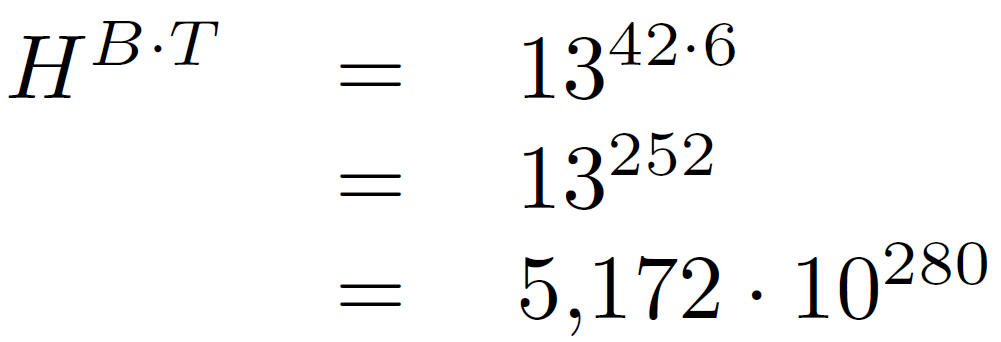 H^{B·T} = 13^{42·6}
= 13^{252}
= 5,172 · 10^{280}